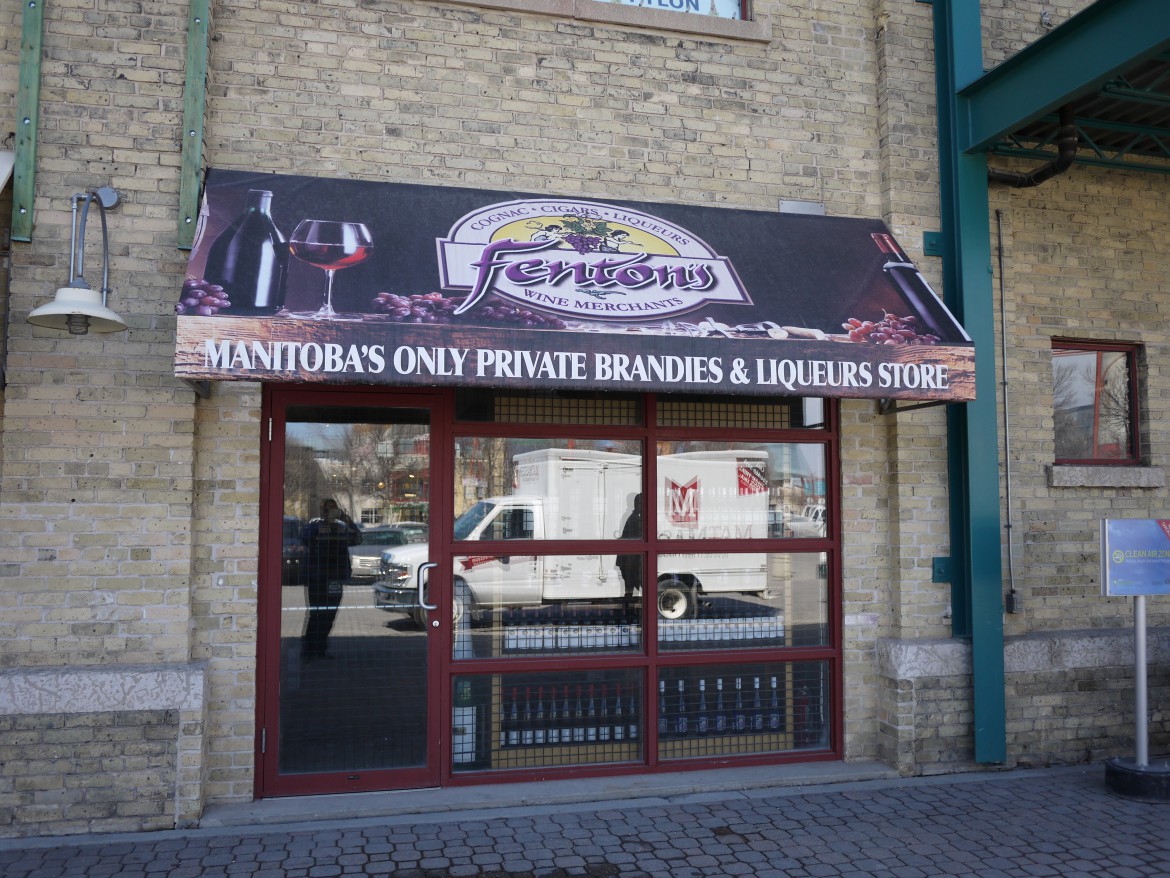 COGNAC • CIGARS • LIQUEURS
Fenton's
WINE MERCHANTS
MANITOBA'S ONLY PRIVATE BRANDIES & LIQUEURS STORE
CLEAN AIR ZONE
M